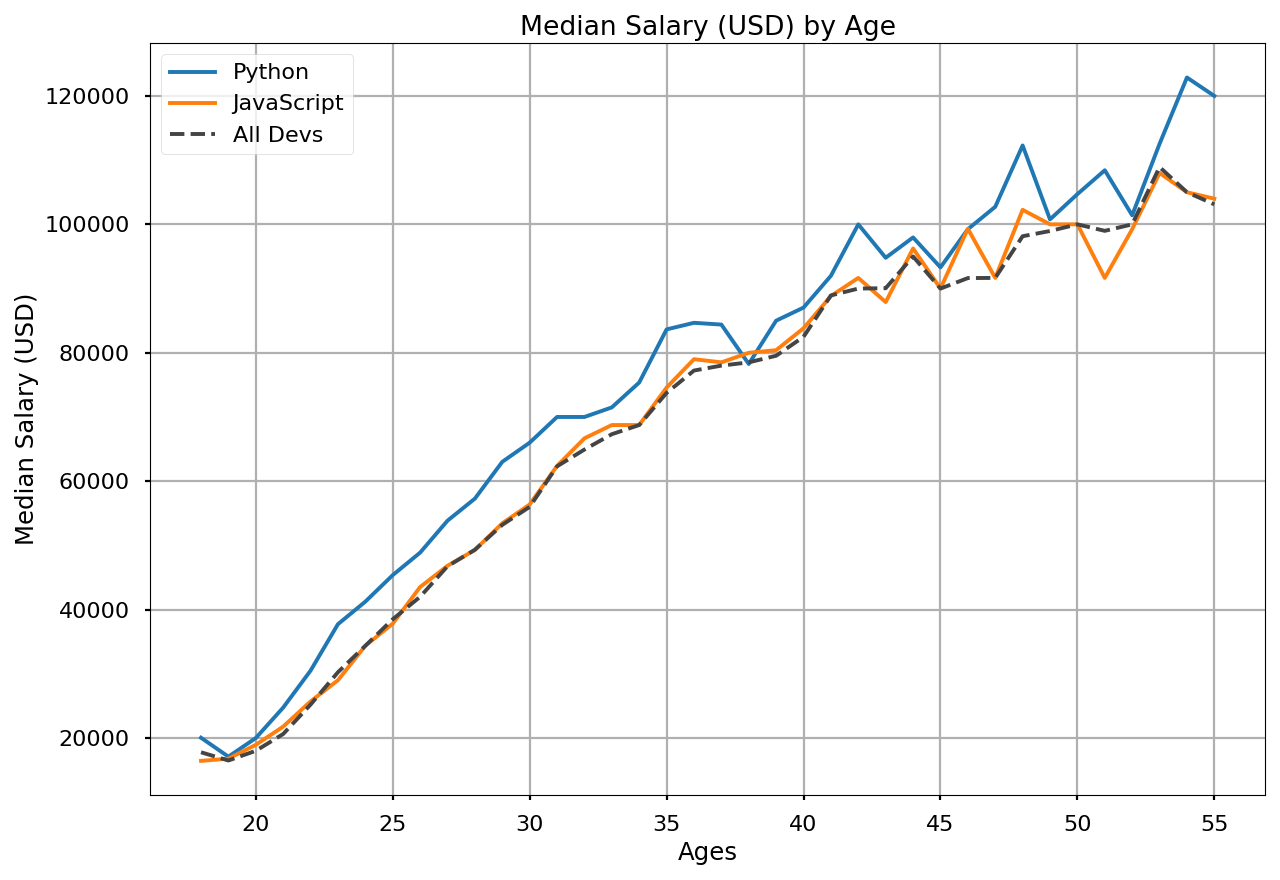 Median Salary (USD) by Age
Python
JavaScript
All Devs
Median Salary (USD)
120000
100000
80000
60000
40000
20000
20 25 30 35 40 45 50 55
Ages